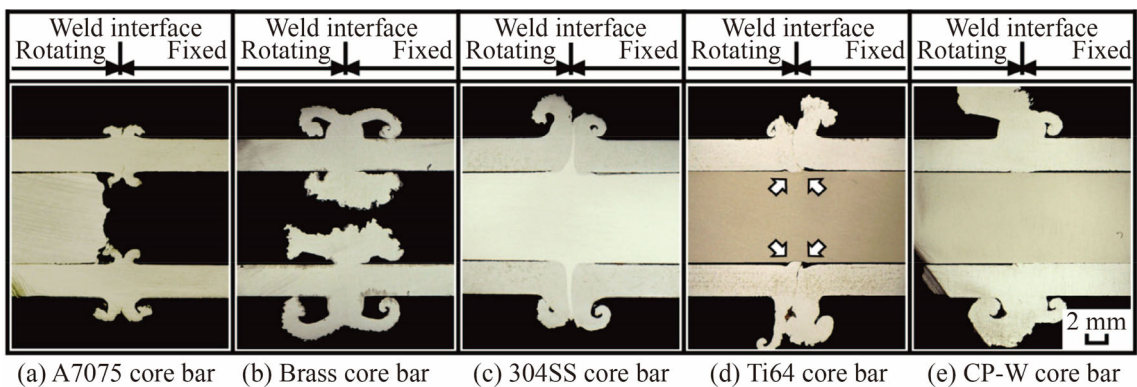 Weld interface
Rotating Fixed
Weld interface
Rotating Fixed
Weld interface
Rotating Fixed
Weld interface
Rotating Fixed
Weld interface
Rotating Fixed
2 mm
(a) A7075 core bar
(b) Brass core bar
(c) 304SS core bar
(d) Ti64 core bar
(e) CP-W core bar